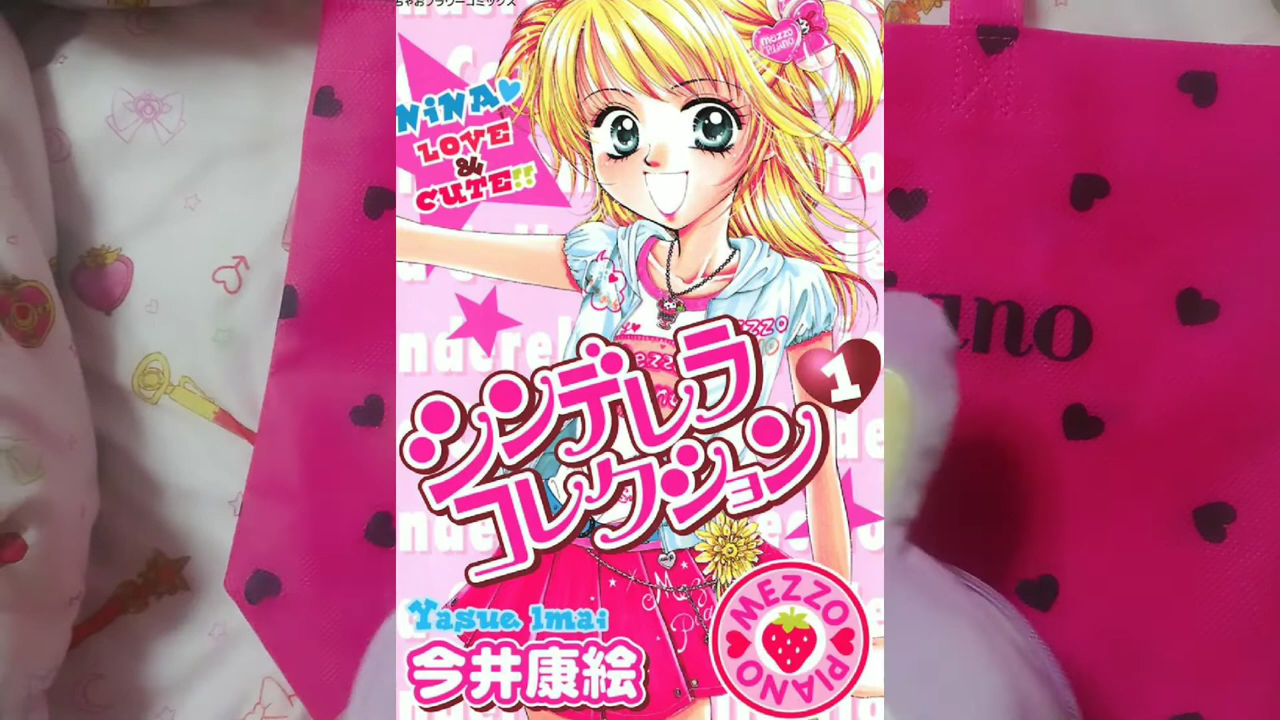 ちゃおフラワーコミックス
mezzo
PIANO
NiNA
LOVE
&
CUTE!!
シンデレラ
コレクション
1
Yasue Imai
今井康絵
MEZZO PIANO
iano